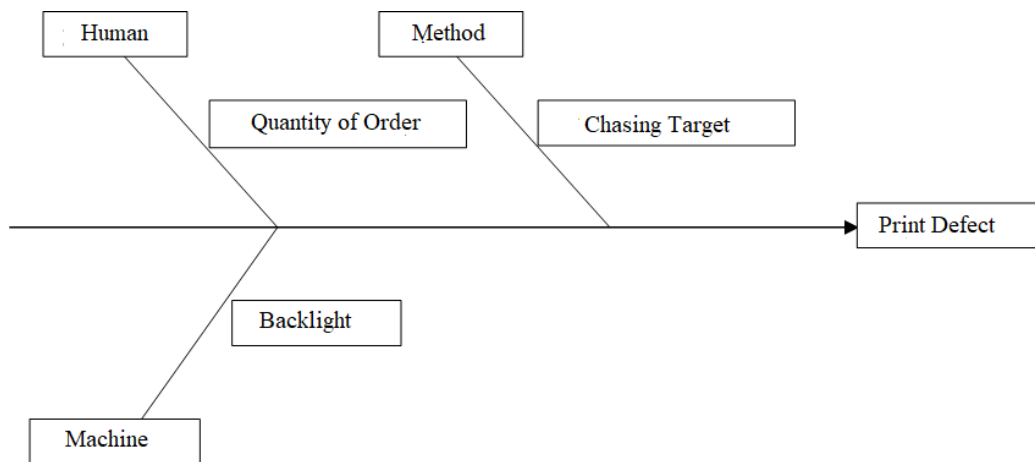 Human
Method
Quantity of Order
Chasing Target
Print Defect
Backlight
Machine